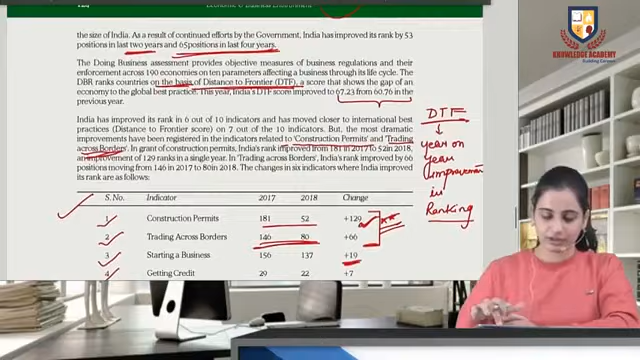 Economic & Business Environment
KNOWLEDGE ACADEMY
Building Careers
the size of India. As a result of continued efforts by the Government, India has improved its rank by 53
positions in last two years and 65positions in last four years.
The Doing Business assessment provides objective measures of business regulations and their
enforcement across 190 economies on ten parameters affecting a business through its life cycle. The
DBR ranks countries on the basis of Distance to Frontier (DTF), a score that shows the gap of an
economy to the global best practice. This year, India's DTF score improved to 67.23 from 60.76 in the
previous year.
India has improved its rank in 6 out of 10 indicators and has moved closer to international best
practices (Distance to Frontier score) on 7 out of the 10 indicators. But, the most dramatic
improvements have been registered in the indicators related to 'Construction Permits' and 'Trading
across Borders'. In grant of construction permits, India's rank improved from 181 in 2017 to 52in 2018,
an improvement of 129 ranks in a single year. In 'Trading across Borders', India's rank improved by 66
positions moving from 146 in 2017 to 80in 2018. The changes in six indicators where India improved
its rank are as follows:
S. No. Indicator 2017 2018 Change
1 Construction Permits 181 52 +129
2 Trading Across Borders 146 80 +66
3 Starting a Business 156 137 +19
4 Getting Credit 29 22 +7
DTF
year on
year
improvement
in
Ranking